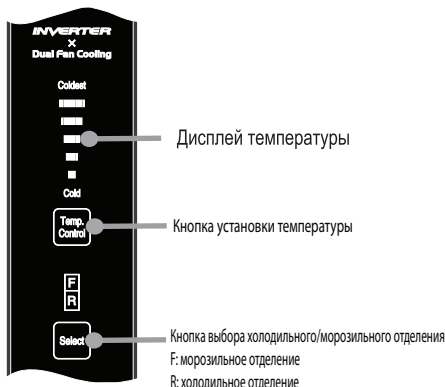 INVERTER
×
Dual Fan Cooling
Coldest
Дисплей температуры
Cold
Temp.
Control
Кнопка установки температуры
F
R
Select
Кнопка выбора холодильного/морозильного отделения
F: морозильное отделение
R: холодильное отделение